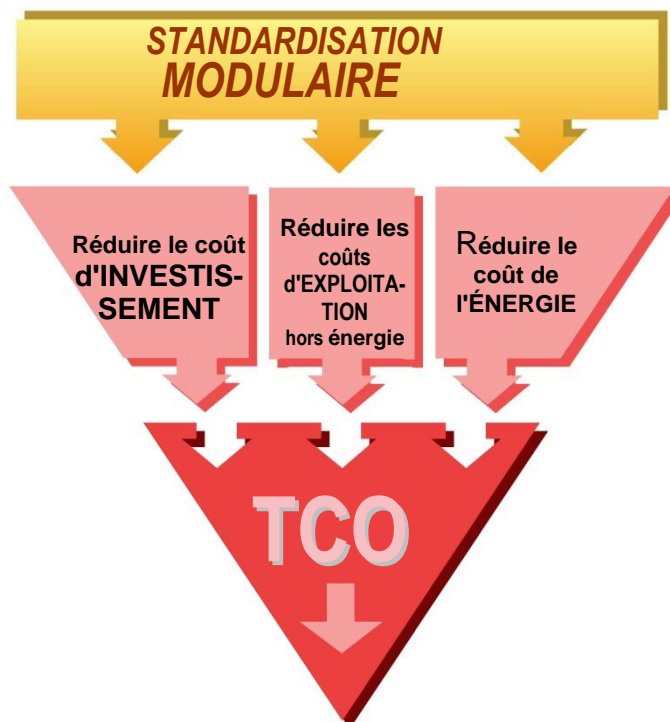 STANDARDISATION
MODULAIRE
Réduire le coût
d'INVESTIS-
SEMENT
Réduire les
coûts
d'EXPLOITA-
TION
hors énergie
Réduire le
coût de
l'ÉNERGIE
TCO